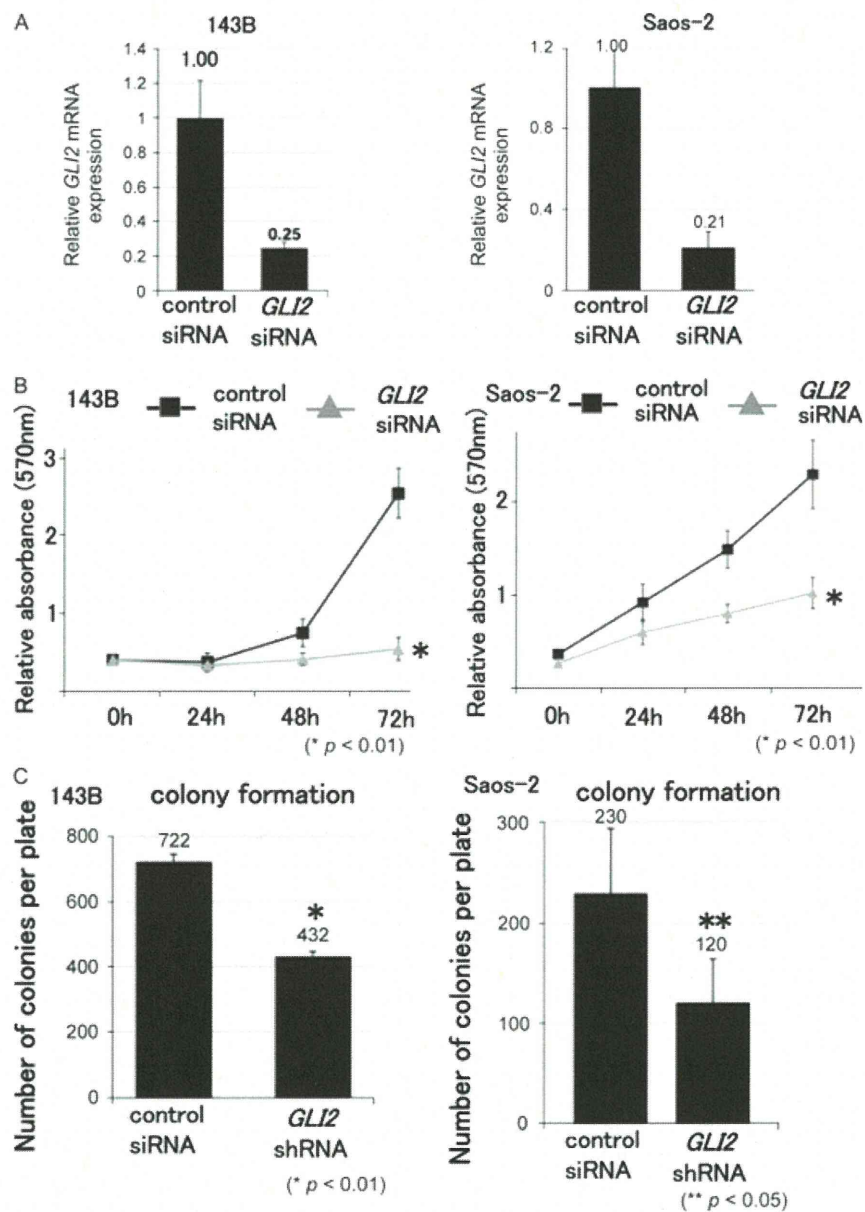 A
143B
Relative GLI2 mRNA
expression
1.6
1.4
1.2
1
0.8
0.6
0.4
0.2
0
1.00
0.25
control
siRNA
GLI2
siRNA
Saos-2
Relative GLI2 mRNA
expression
1.2
0.8
0.4
0
1.00
0.21
control
siRNA
GLI2
siRNA
B
143B
control
siRNA
GLI2
siRNA
Relative absorbance (570nm)
3
2
1
*
0h 24h 48h 72h
(* p < 0.01)
Saos-2
control
siRNA
GLI2
siRNA
Relative absorbance (570nm)
2
1
*
0h 24h 48h 72h
(* p < 0.01)
C
143B
colony formation
Number of colonies per plate
800
600
400
200
0
722
*
432
control
siRNA
GLI2
shRNA
(* p < 0.01)
Saos-2
colony formation
Number of colonies per plate
300
200
100
0
230
**
120
control
siRNA
GLI2
shRNA
(** p < 0.05)